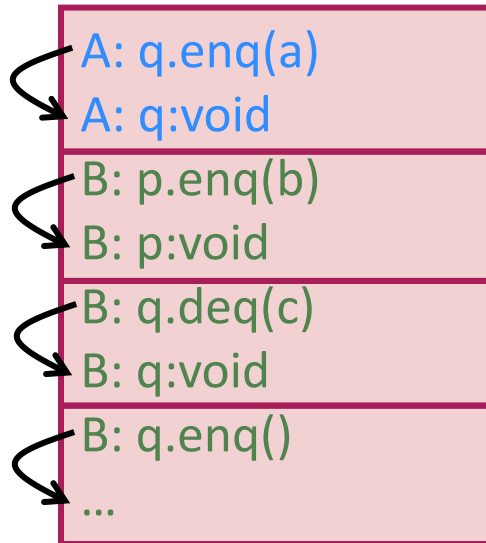 A: q.enq(a)
A: q:void
B: p.enq(b)
B: p:void
B: q.deq(c)
B: q:void
B: q.enq()
...